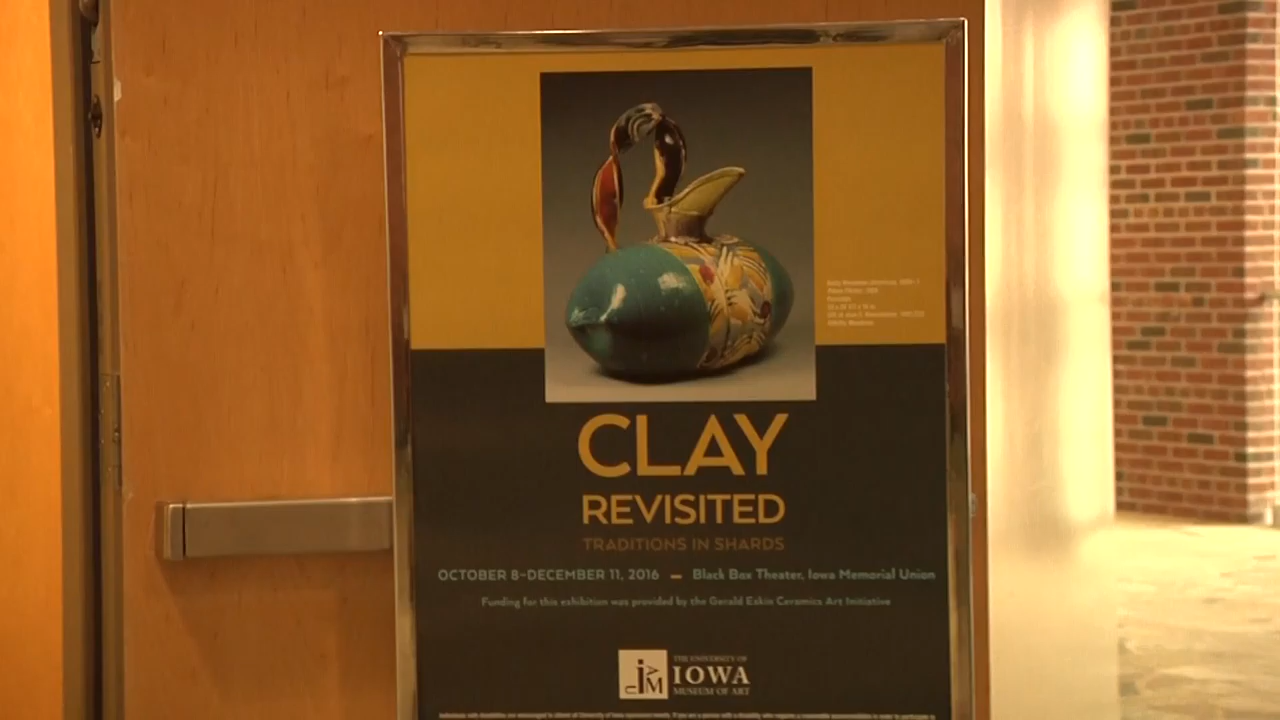 CLAY
REVISITED
TRADITIONS IN SHARDS
OCTOBER 8–DECEMBER 11, 2016 — Black Box Theater, Iowa Memorial Union
Funding for this exhibition was provided by the Gerald Eskin Ceramics Art Initiative
THE UNIVERSITY OF
IOWA
MUSEUM OF ART